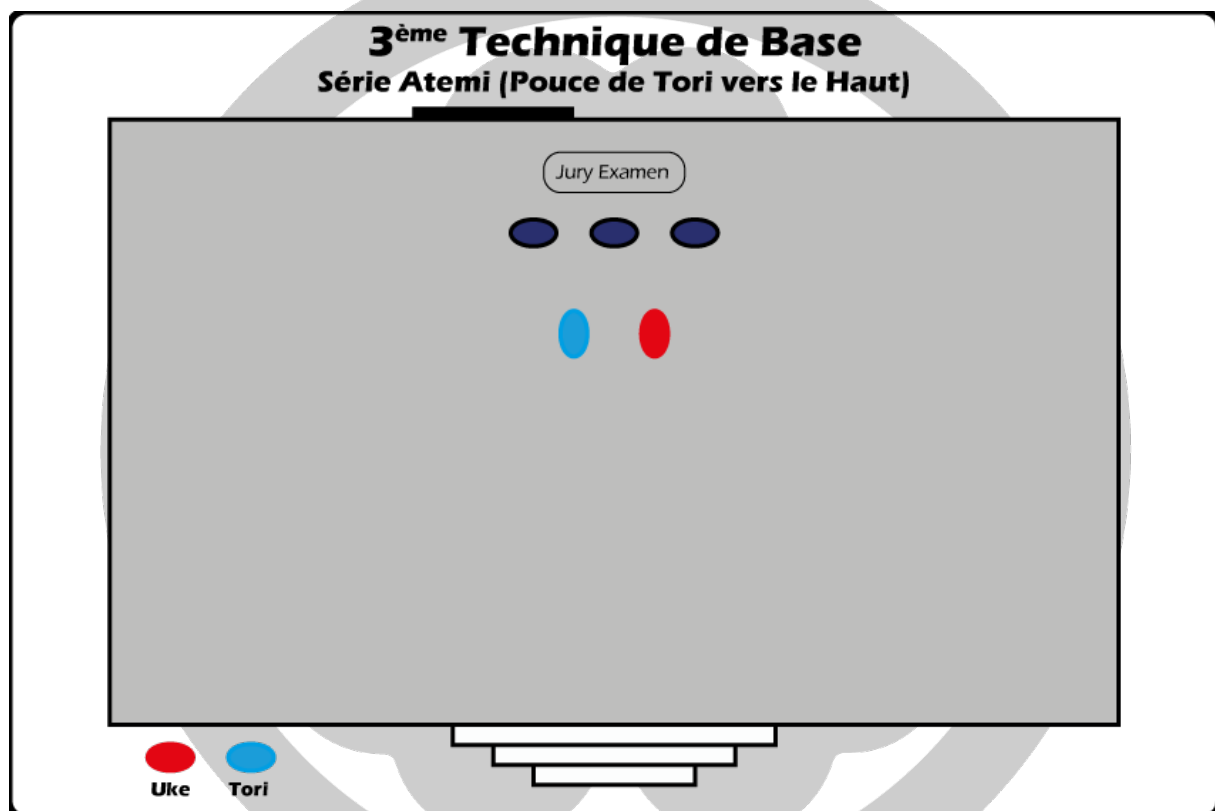 3ème Technique de Base
Série Atemi (Pouce de Tori vers le Haut)
Jury Examen
Uke Tori